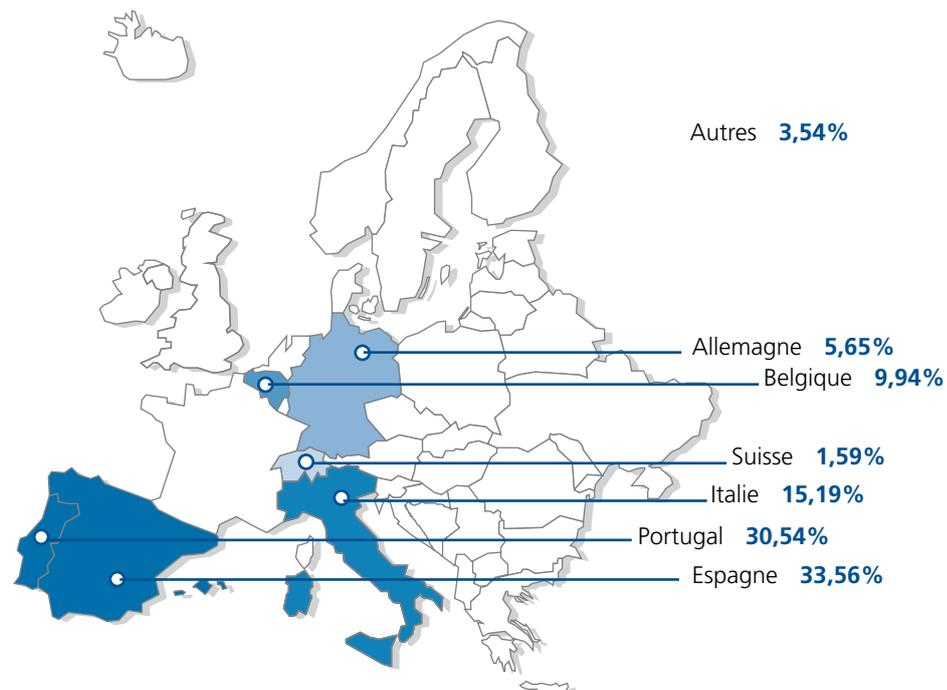 Autres 3,54%
Allemagne 5,65%
Belgique 9,94%
Suisse 1,59%
Italie 15,19%
Portugal 30,54%
Espagne 33,56%